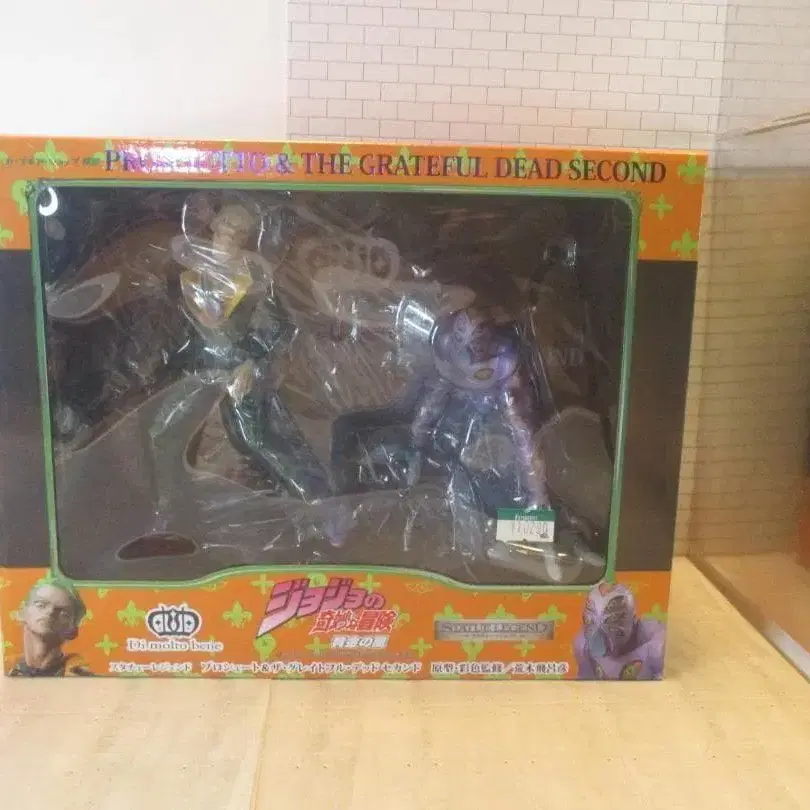 PROSCIUTTO & THE GRATEFUL DEAD SECOND
Di molto bene
ジョジョの
奇妙な冒険
黄金の風
STATUE LEGEND
スタチューレジェンド プロシュート&ザ・グレイトフル・デッド セカンド 原型・彩色監修/荒木飛呂彦